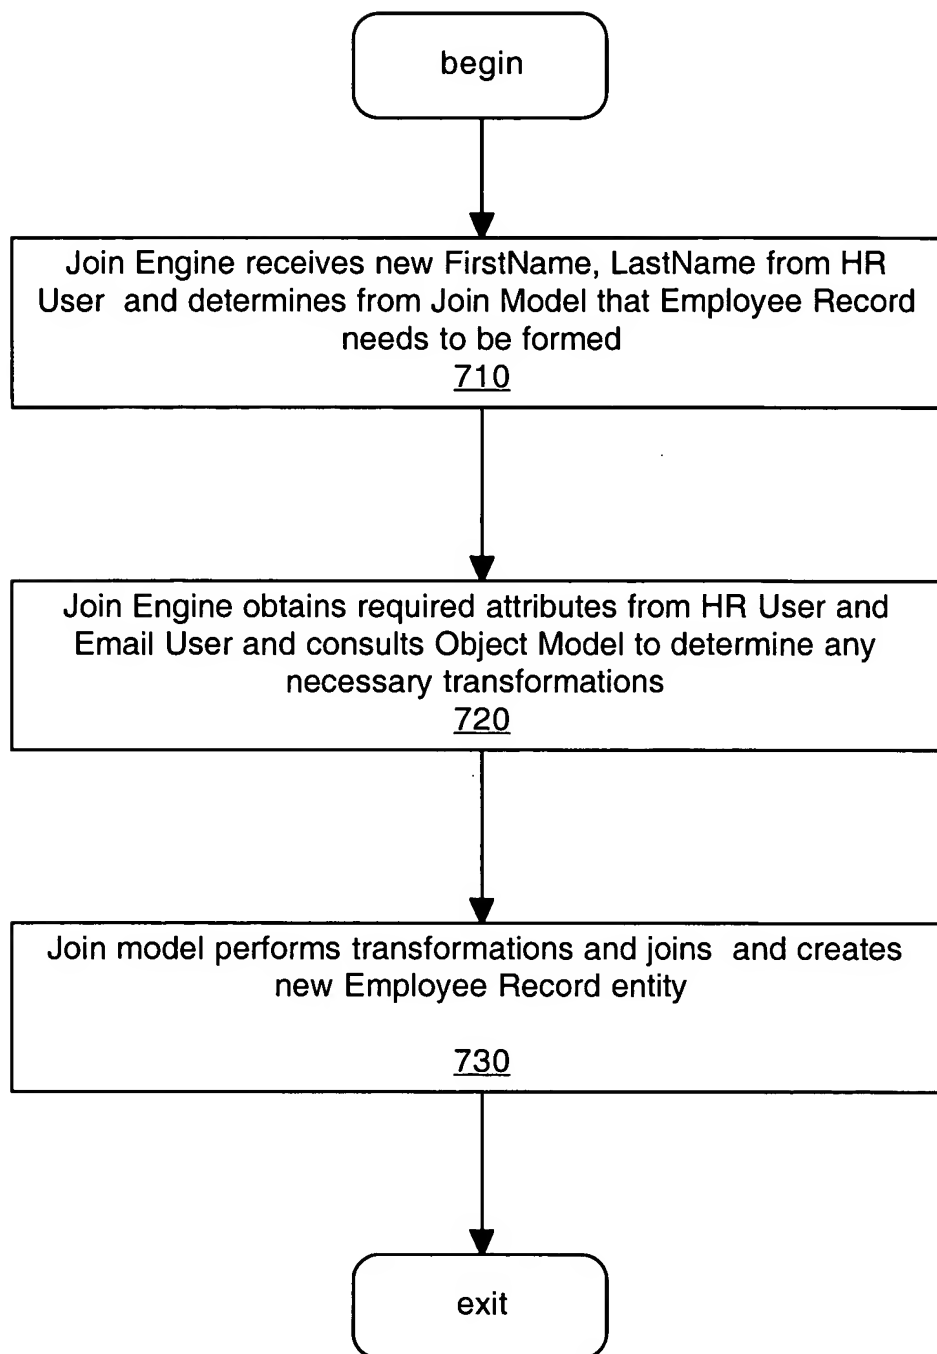 begin
Join Engine receives new FirstName, LastName from HR
User and determines from Join Model that Employee Record
needs to be formed
710
Join Engine obtains required attributes from HR User and
Email User and consults Object Model to determine any
necessary transformations
720
Join model performs transformations and joins and creates
new Employee Record entity
730
exit